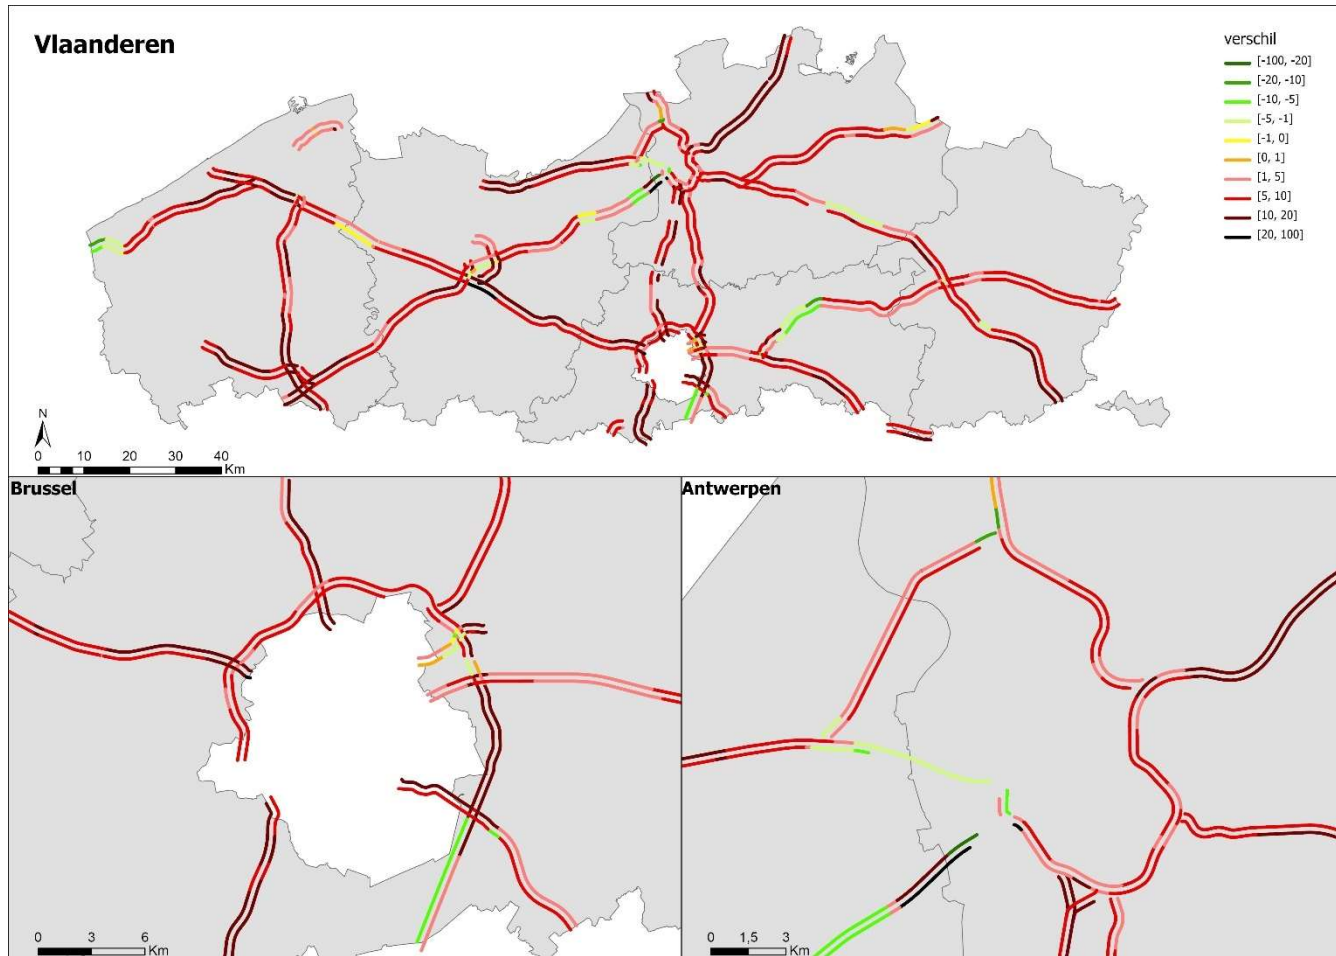 Vlaanderen
verschil
[-100, -20]
[-20, -10]
[-10, -5]
[-5, -1]
[-1, 0]
[0, 1]
[1, 5]
[5, 10]
[10, 20]
[20, 100]
N
0 10 20 30 40
Km
Brussel
Antwerpen
0 3 6
Km
0 1,5 3
Km